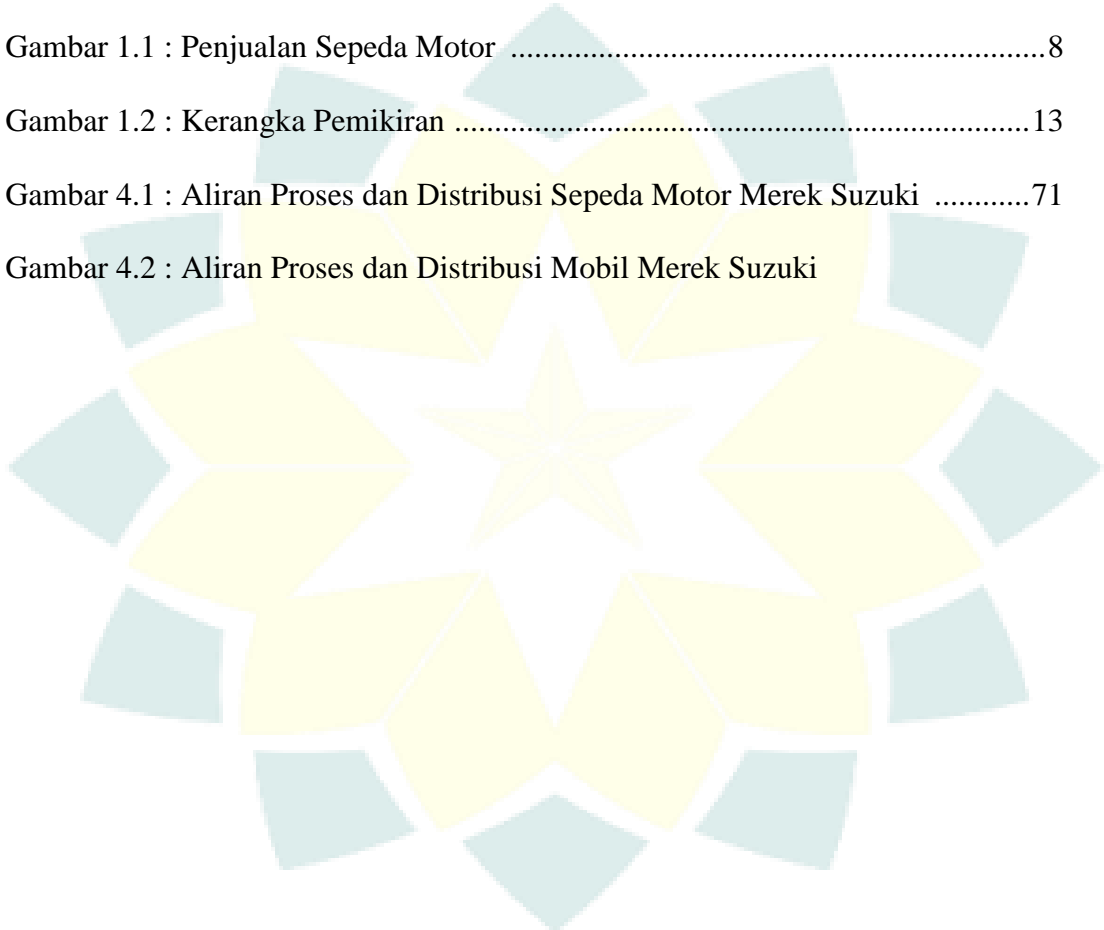 Gambar 1.1 : Penjualan Sepeda Motor ....................................................................8
Gambar 1.2 : Kerangka Pemikiran ........................................................................13
Gambar 4.1 : Aliran Proses dan Distribusi Sepeda Motor Merek Suzuki ............71
Gambar 4.2 : Aliran Proses dan Distribusi Mobil Merek Suzuki